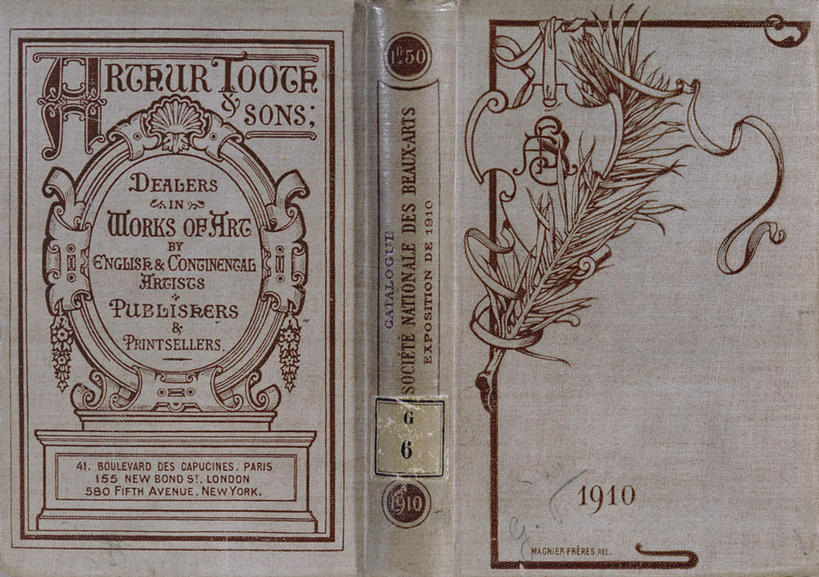 ARTHUR TOOTH
& SONS;
DEALERS
IN
WORKS OF ART
BY
ENGLISH & CONTINENTAL
ARTISTS
PUBLISHERS
&
PRINTSELLERS.
41. BOULEVARD DES CAPUCINES. PARIS
155 NEW BOND ST. LONDON
580 FIFTH AVENUE. NEW YORK.
1fr50
CATALOGUE
SOCIÉTÉ NATIONALE DES BEAUX-ARTS
EXPOSITION DE 1910
G
6
1910
1910
MAGNIER FRÈRES REL.